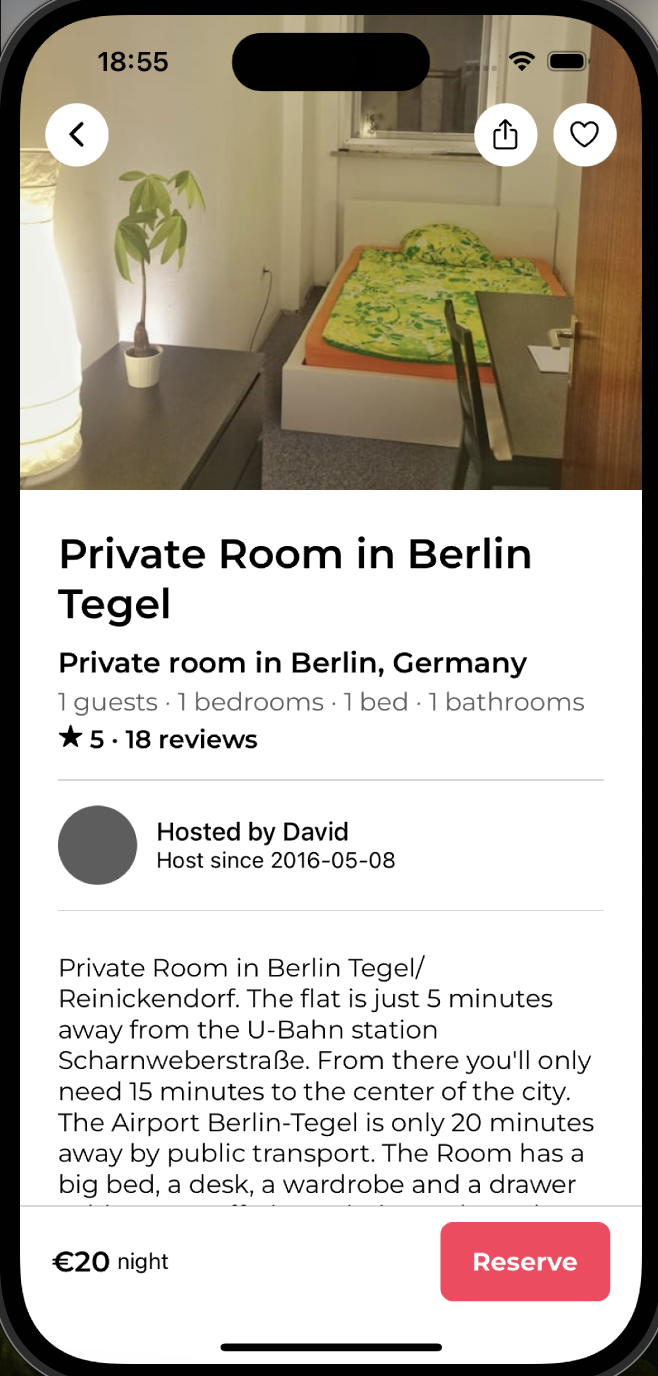 18:55
Private Room in Berlin
Tegel
Private room in Berlin, Germany
1 guests · 1 bedrooms · 1 bed · 1 bathrooms
★ 5 · 18 reviews
Hosted by David
Host since 2016-05-08
Private Room in Berlin Tegel/
Reinickendorf. The flat is just 5 minutes
away from the U-Bahn station
Scharnweberstraße. From there you'll only
need 15 minutes to the center of the city.
The Airport Berlin-Tegel is only 20 minutes
away by public transport. The Room has a
big bed, a desk, a wardrobe and a drawer
€20 night
Reserve